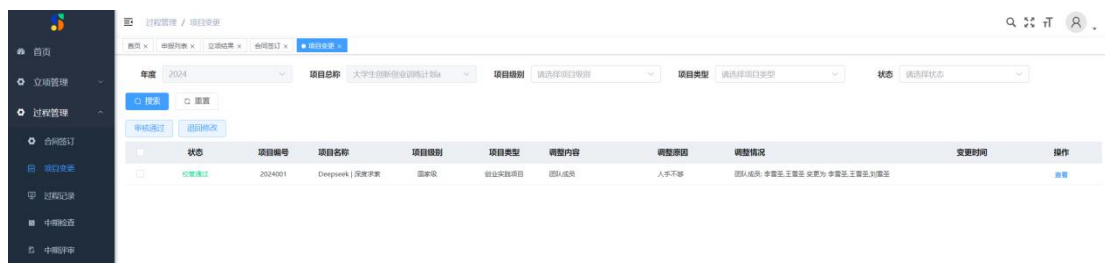 过程管理 / 项目变更
首页
首页 × 申报列表 × 立项结果 × 合同签订 × 项目变更 ×
立项管理
年度 2024 项目总称 大学生创新创业训练计划a 项目级别 请选择项目级别 项目类型 请选择项目类型 状态 请选择状态
搜索 重置
过程管理
审核通过 退回修改
合同签订
状态 项目编号 项目名称 项目级别 项目类型 调整内容 调整原因 调整情况 变更时间 操作
项目变更
校管通过 2024001 Deepseek | 深度求索 国家级 创业实践项目 团队成员 人手不够 团队成员: 李雷圣,王雷圣 变更为 李雷圣,王雷圣,刘雷圣 查看
过程记录
中期检查
中期评审